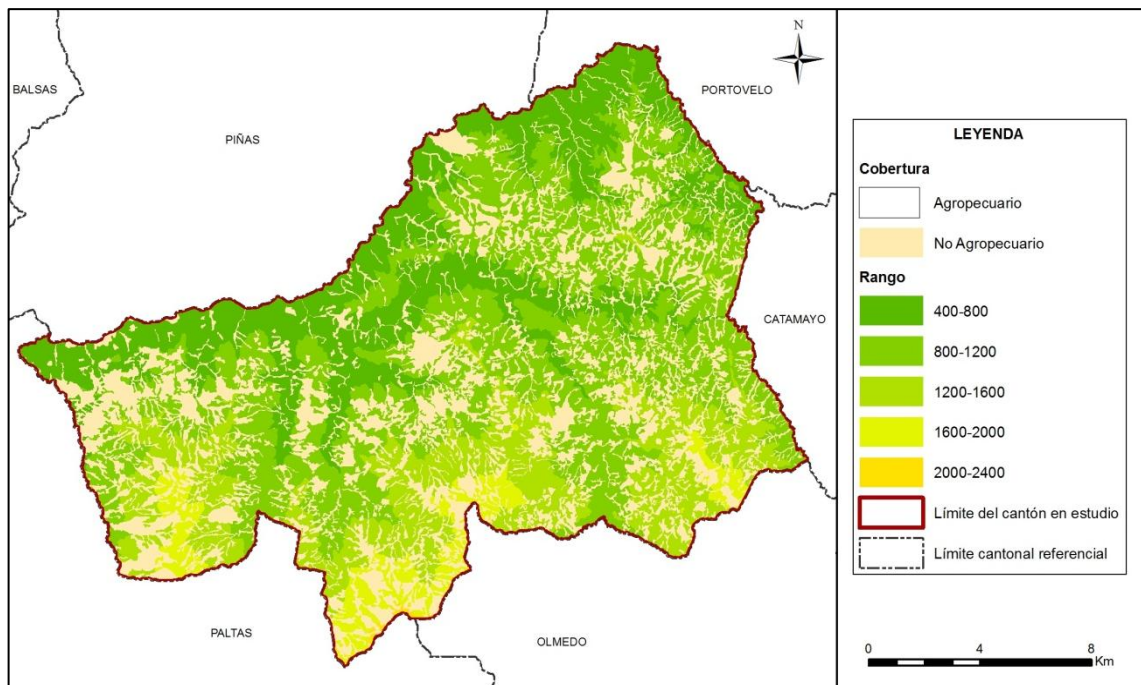 N
BALSAS
PORTOVELO
PIÑAS
CATAMAYO
PALTAS
OLMEDO
LEYENDA
Cobertura
Agropecuario
No Agropecuario
Rango
400-800
800-1200
1200-1600
1600-2000
2000-2400
Límite del cantón en estudio
Límite cantonal referencial
0 4 8
Km